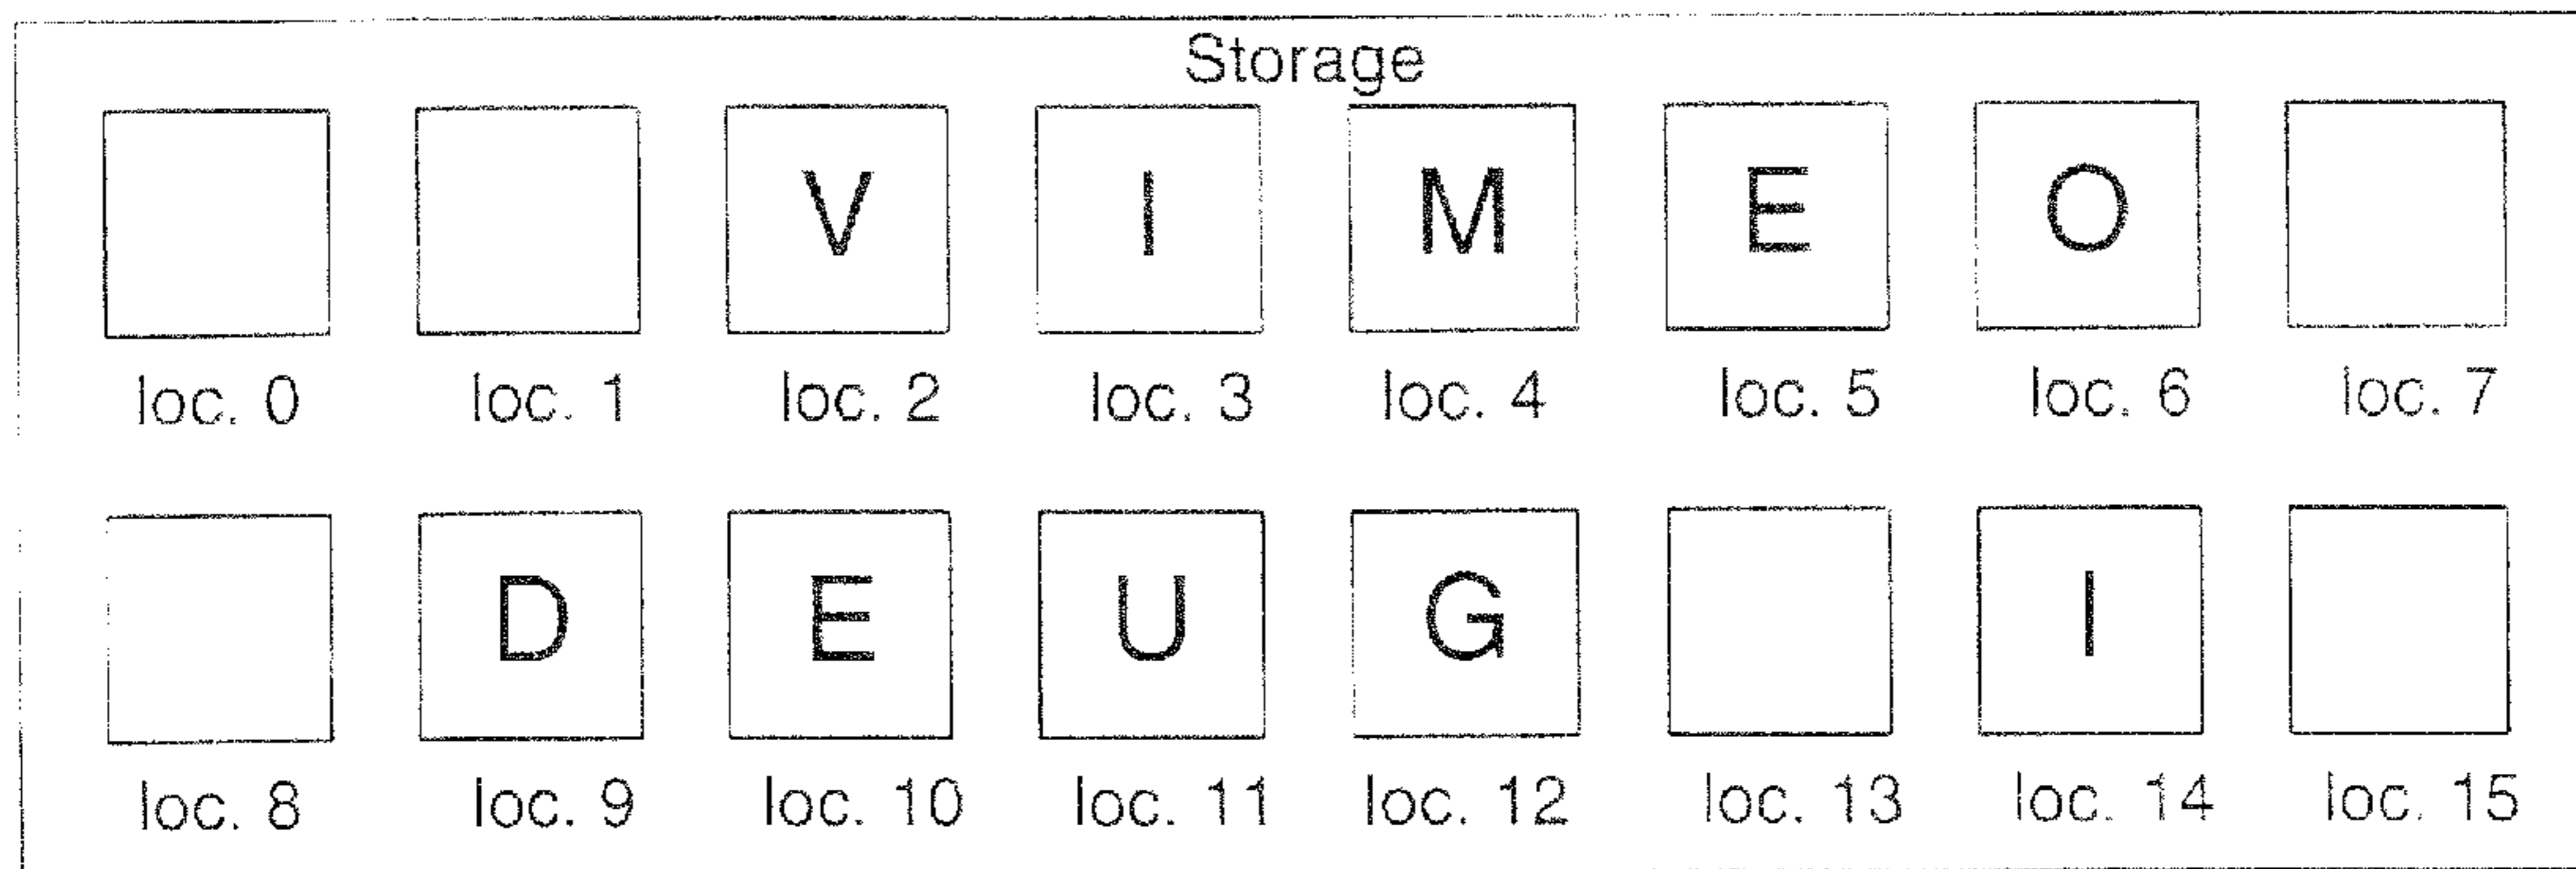 Storage
V I M E O
loc. 0 loc. 1 loc. 2 loc. 3 loc. 4 loc. 5 loc. 6 loc. 7
D E U G I
loc. 8 loc. 9 loc. 10 loc. 11 loc. 12 loc. 13 loc. 14 loc. 15